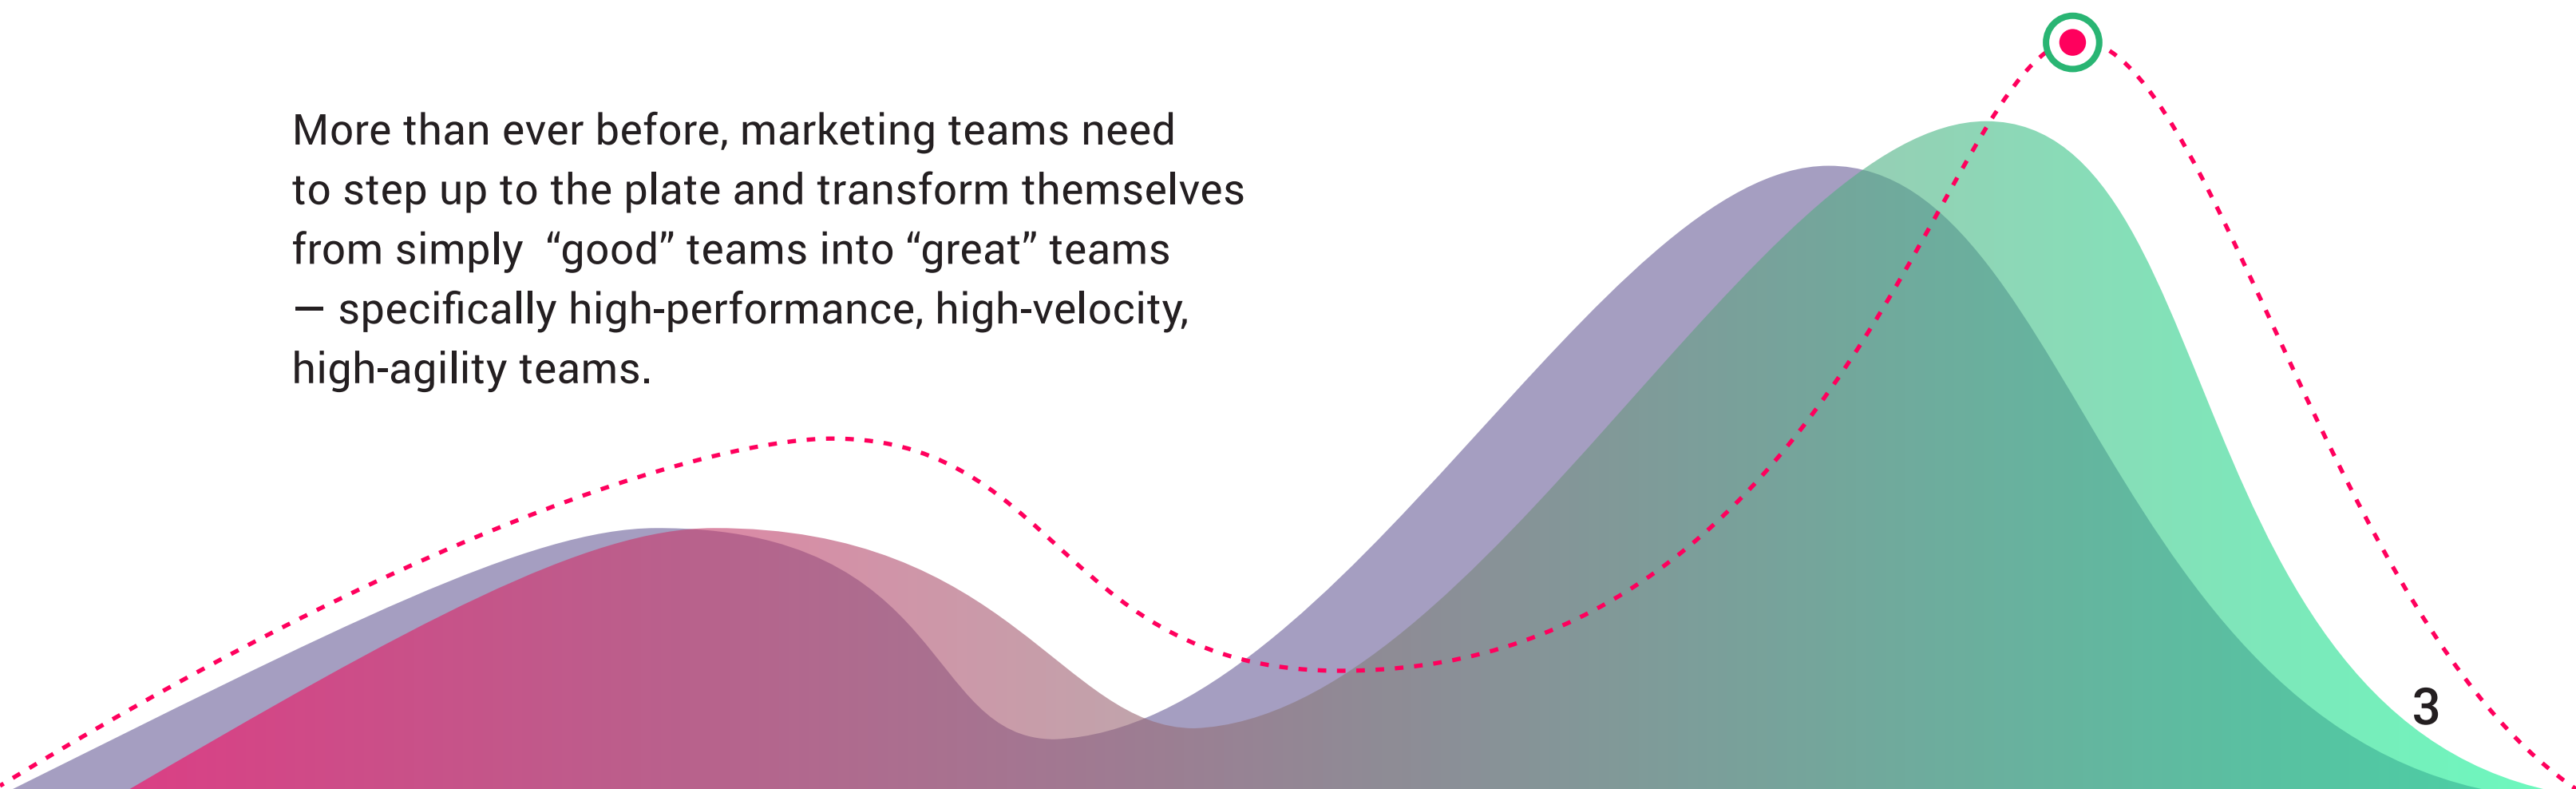 More than ever before, marketing teams need
to step up to the plate and transform themselves
from simply  “good” teams into “great” teams
— specifically high-performance, high-velocity,
high-agility teams.
3